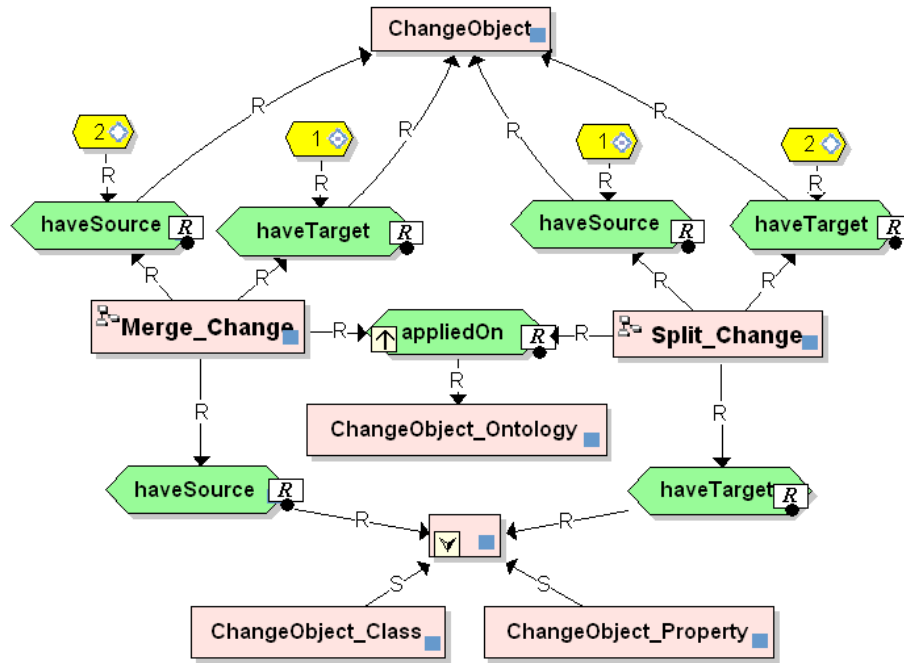 ChangeObject
R
R
R
R
2
1
1
2
R
R
R
R
haveSource
R
haveTarget
R
haveSource
R
haveTarget
R
R
R
R
R
Merge_Change
R
appliedOn
R
R
Split_Change
R
R
R
ChangeObject_Ontology
haveSource
R
haveTarget
R
R
R
S
S
ChangeObject_Class
ChangeObject_Property